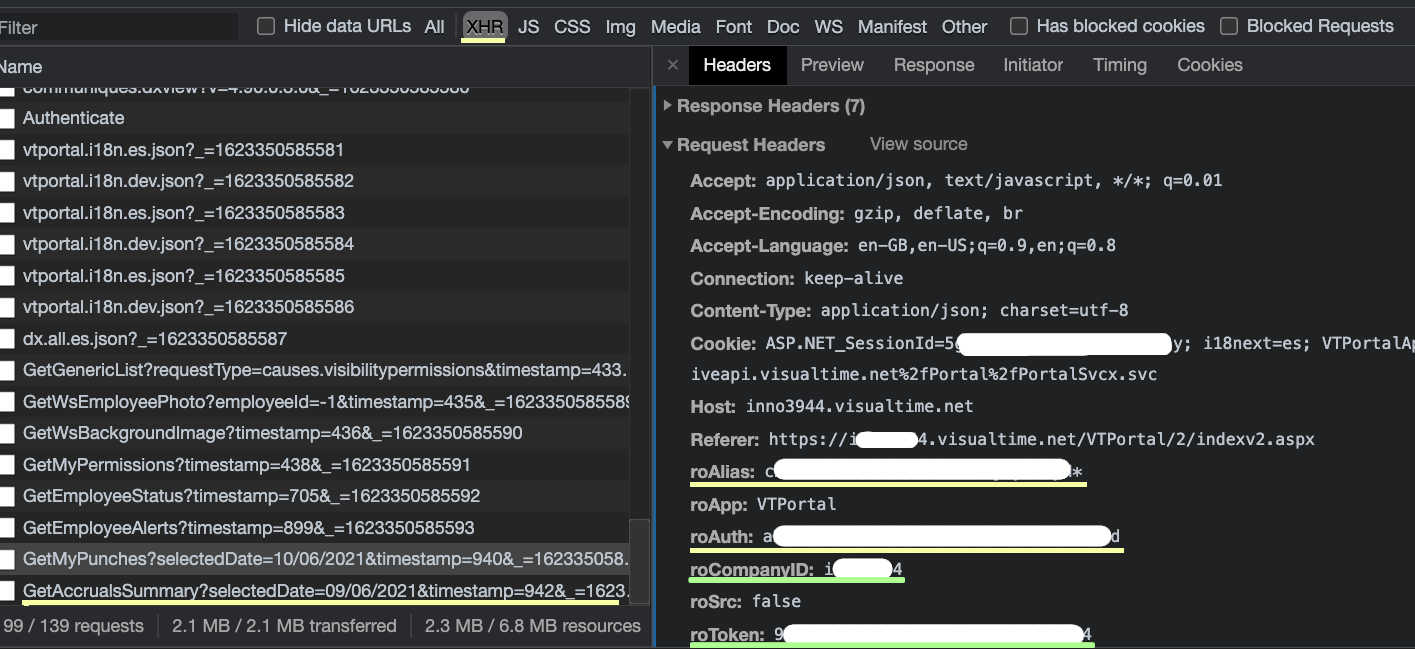 Filter Hide data URLs All XHR JS CSS Img Media Font Doc WS Manifest Other Has blocked cookies Blocked Requests
Name
× Headers Preview Response Initiator Timing Cookies
communiques.dxview?v=4.90.0.3.0&_=1623350585580
Authenticate
vtportal.i18n.es.json?_=1623350585581
vtportal.i18n.dev.json?_=1623350585582
vtportal.i18n.es.json?_=1623350585583
vtportal.i18n.dev.json?_=1623350585584
vtportal.i18n.es.json?_=1623350585585
vtportal.i18n.dev.json?_=1623350585586
dx.all.es.json?_=1623350585587
GetGenericList?requestType=causes.visibilitypermissions&timestamp=433.
GetWsEmployeePhoto?employeeId=-1&timestamp=435&_=1623350585589
GetWsBackgroundImage?timestamp=436&_=1623350585590
GetMyPermissions?timestamp=438&_=1623350585591
GetEmployeeStatus?timestamp=705&_=1623350585592
GetEmployeeAlerts?timestamp=899&_=1623350585593
GetMyPunches?selectedDate=10/06/2021&timestamp=940&_=162335058.
GetAccrualsSummary?selectedDate=09/06/2021&timestamp=942&_=1623.
99 / 139 requests 2.1 MB / 2.1 MB transferred 2.3 MB / 6.8 MB resources
Response Headers (7)
Request Headers View source
Accept: application/json, text/javascript, */*; q=0.01
Accept-Encoding: gzip, deflate, br
Accept-Language: en-GB,en-US;q=0.9,en;q=0.8
Connection: keep-alive
Content-Type: application/json; charset=utf-8
Cookie: ASP.NET_SessionId=5g y; i18next=es; VTPortalAp
iveapi.visualtime.net%2fPortal%2fPortalSvcx.svc
Host: inno3944.visualtime.net
Referer: https://i 4.visualtime.net/VTPortal/2/indexv2.aspx
roAlias: c *
roApp: VTPortal
roAuth: a d
roCompanyID: i 4
roSrc: false
roToken: 9 4